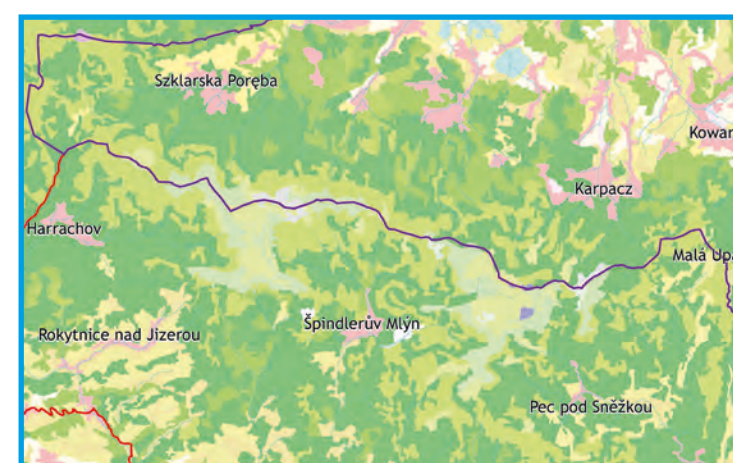 Szklarska Poręba
Kowar
Karpacz
Harrachov
Malá Úpa
Špindlerův Mlýn
Rokytnice nad Jizerou
Pec pod Sněžkou